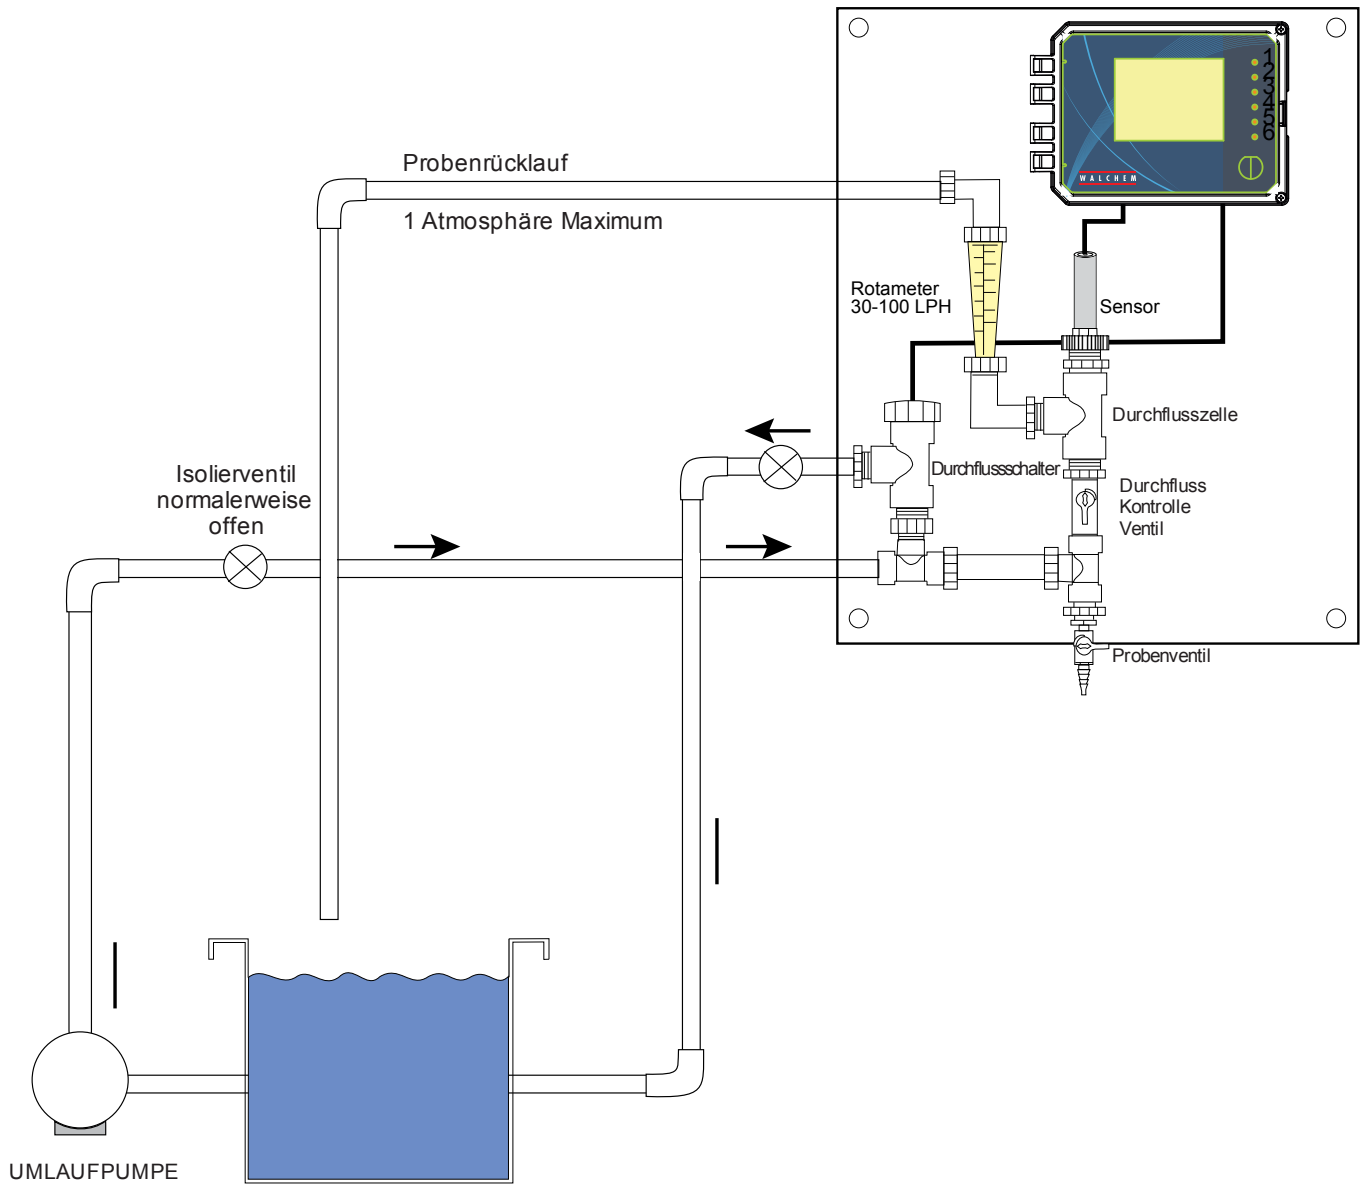 1
2
3
4
5
6
WALCHEM
Probenrücklauf
1 Atmosphäre Maximum
Rotameter
30-100 LPH
Sensor
Durchflusszelle
Isolierventil
normalerweise
offen
Durchflussschalter
Durchfluss
Kontrolle
Ventil
Probenventil
UMLAUFPUMPE